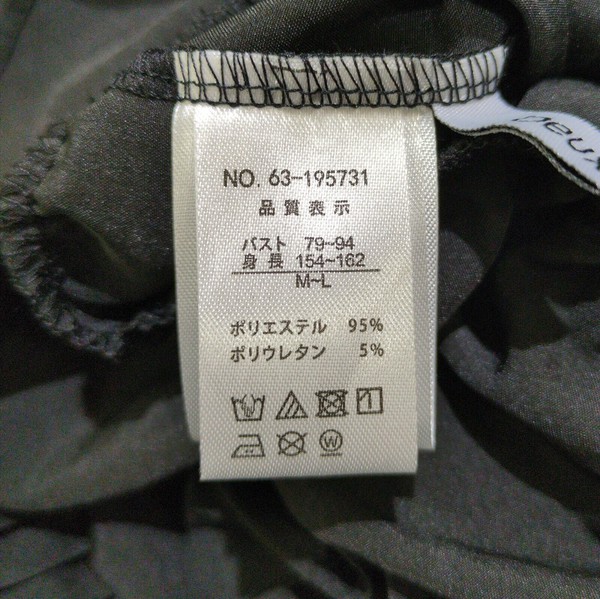 Deux
NO. 63-195731
品質表示
バスト 79~94
身長 154~162
M~L
ポリエステル 95%
ポリウレタン 5%
W